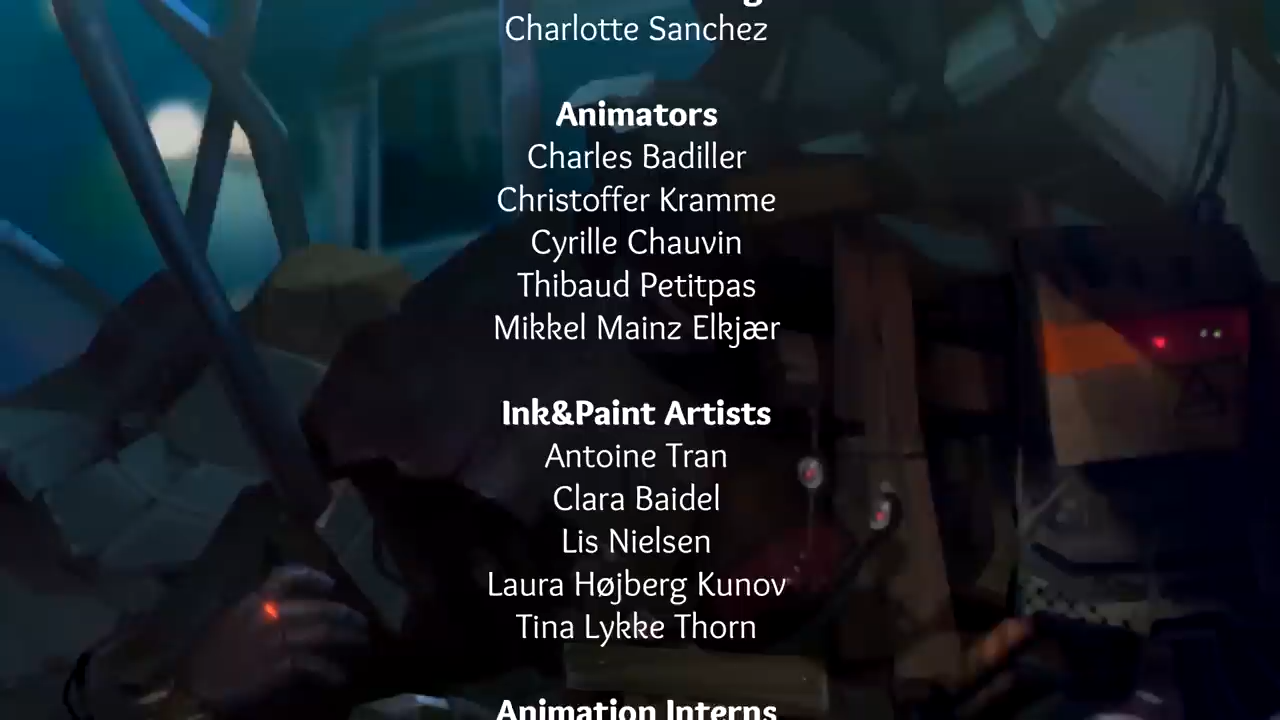 Charlotte Sanchez
Animators
Charles Badiller
Christoffer Kramme
Cyrille Chauvin
Thibaud Petitpas
Mikkel Mainz Elkjær
Ink&Paint Artists
Antoine Tran
Clara Baidel
Lis Nielsen
Laura Højberg Kunov
Tina Lykke Thorn
Animation Interns